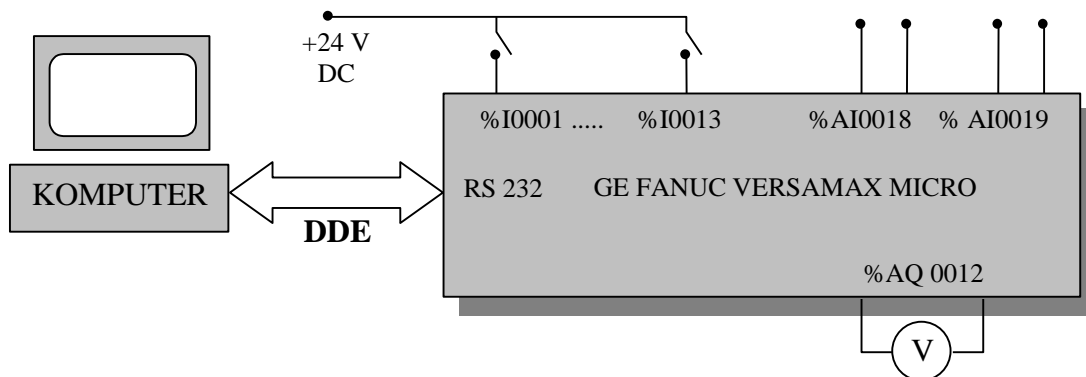 +24 V
DC
%I0001 ..... %I0013 %AI0018 % AI0019
KOMPUTER
RS 232 GE FANUC VERSAMAX MICRO
DDE
%AQ 0012
V